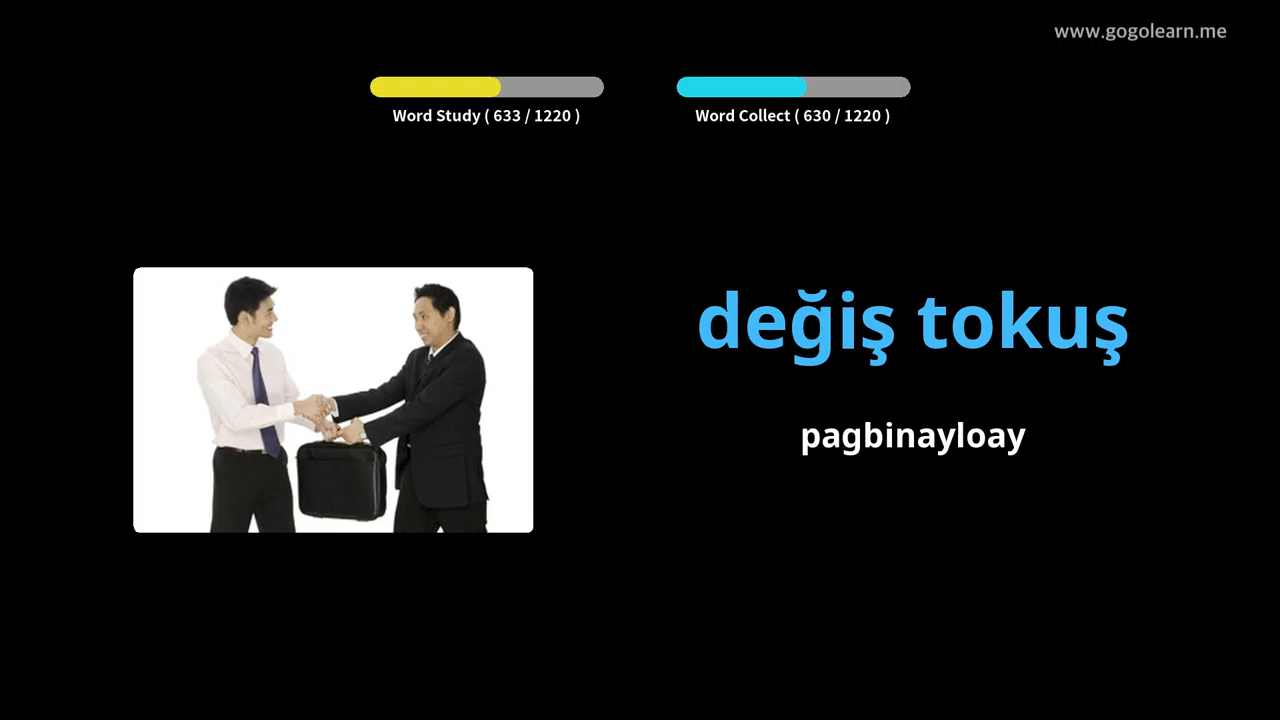 www.gogolearn.me
Word Study ( 633 / 1220 )
Word Collect ( 630 / 1220 )
değiş tokuş
pagbinayloay